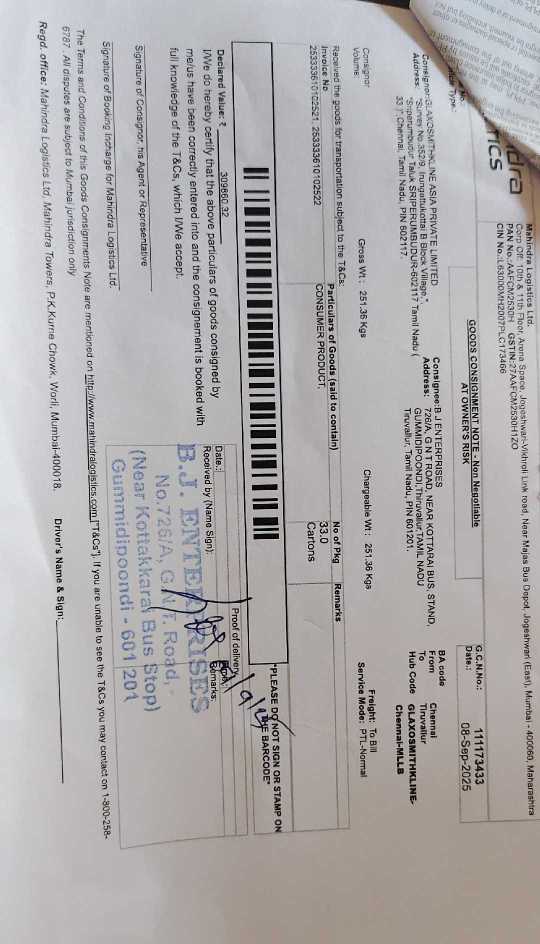 ndra
tics
Mahindra Logistics Ltd.
Corp Off: 10th & 11th Floor, Arena Space, Jogeshwari-Vikhroli Link road, Near Majas Bus Depot, Jogeshwari (East), Mumbai - 400060, Maharashtra
PAN No.:AAFCM2530H GSTIN:27AAFCM2530H1ZO
CIN No.:L63000MH2007PLC173466
GOODS CONSIGNMENT NOTE - Non Negotiable
AT OWNER'S RISK
G.C.N.No.: 111173433
Date.: 08-Sep-2025
Type:
Consignor:GLAXOSMITHKLINE ASIA PRIVATE LIMITED
Address: "Survey No.352/9, Irungattukottai B Block Village,",
"Sriperumbudur Taluk SRIPERUMBUDUR-602117 Tamil Nadu (
33 )", Chennai, Tamil Nadu, PIN 602117.
Consignee:B J ENTERPRISES
Address: 726/A, G N T ROAD, NEAR KOTTARAI BUS, STAND,
GUMMIDIPOONDI,Thiruvallur,TAMIL NADU
Tiruvallur, Tamil Nadu, PIN 601201.
BA code
From Chennai
To Tiruvallur
Hub Code GLAXOSMITHKLINE-
Chennai-MLLB
Consignor
Volume:
Gross Wt : 251.36 Kgs
Chargeable Wt : 251.36 Kgs
Freight: To Bill
Service Mode: PTL-Normal
Received the goods for transportation subject to the T&Cs:
Invoice No Particulars of Goods (said to contain) No of Pkg Remarks
253333610102521, 253333610102522 CONSUMER PRODUCT, 33.0
Cartons
"PLEASE DO NOT SIGN OR STAMP ON
THE BARCODE"
Declared Value: ₹ 309860.32
I/We do hereby certify that the above particulars of goods consigned by
me/us have been correctly entered into and the consignement is booked with
full knowledge of the T&Cs, which I/We accept.
Proof of delivery
Date.:
Received by (Name Sign):
Remarks:
B.J. ENTERPRISES
No.726/A, G.N.T. Road,
(Near Kottakkarai Bus Stop)
Gummidipoondi - 601 201
Signature of Consignor, his Agent or Representative
Signature of Booking Incharge for Mahindra Logistics Ltd.
The Terms and Conditions of this Goods Consignments Note are mentioned on http://www.mahindralogistics.com ["T&Cs"]. If you are unable to see the T&Cs you may contact on 1-800-258-
6787. All disputes are subject to Mumbai jurisdiction only
Regd. office: Mahindra Logistics Ltd, Mahindra Towers, P.K.Kurne Chowk, Worli, Mumbai-400018. Driver's Name & Sign: